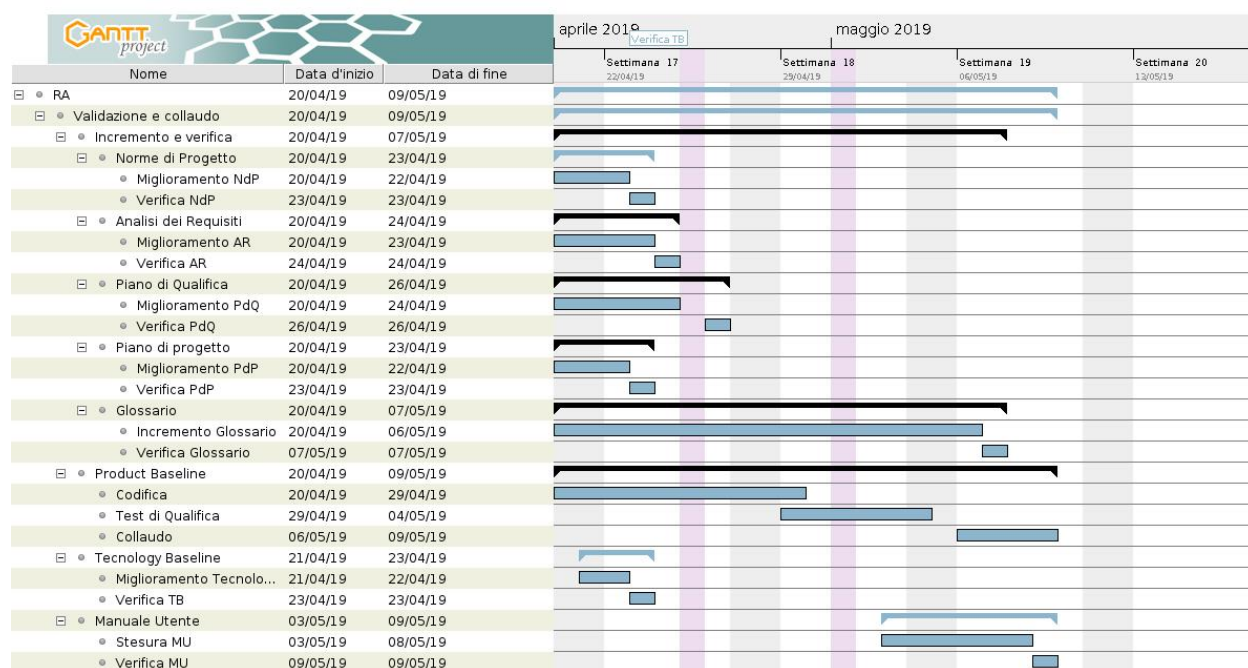 GANTT project
aprile 2019 maggio 2019
Verifica TB
Settimana 17 Settimana 18 Settimana 19 Settimana 20
22/04/19 29/04/19 06/05/19 13/05/19
Nome Data d'inizio Data di fine
RA 20/04/19 09/05/19
Validazione e collaudo 20/04/19 09/05/19
Incremento e verifica 20/04/19 07/05/19
Norme di Progetto 20/04/19 23/04/19
Miglioramento NdP 20/04/19 22/04/19
Verifica NdP 23/04/19 23/04/19
Analisi dei Requisiti 20/04/19 24/04/19
Miglioramento AR 20/04/19 23/04/19
Verifica AR 24/04/19 24/04/19
Piano di Qualifica 20/04/19 26/04/19
Miglioramento PdQ 20/04/19 24/04/19
Verifica PdQ 26/04/19 26/04/19
Piano di progetto 20/04/19 23/04/19
Miglioramento PdP 20/04/19 22/04/19
Verifica PdP 23/04/19 23/04/19
Glossario 20/04/19 07/05/19
Incremento Glossario 20/04/19 06/05/19
Verifica Glossario 07/05/19 07/05/19
Product Baseline 20/04/19 09/05/19
Codifica 20/04/19 29/04/19
Test di Qualifica 29/04/19 04/05/19
Collaudo 06/05/19 09/05/19
Tecnology Baseline 21/04/19 23/04/19
Miglioramento Tecnolo... 21/04/19 22/04/19
Verifica TB 23/04/19 23/04/19
Manuale Utente 03/05/19 09/05/19
Stesura MU 03/05/19 08/05/19
Verifica MU 09/05/19 09/05/19